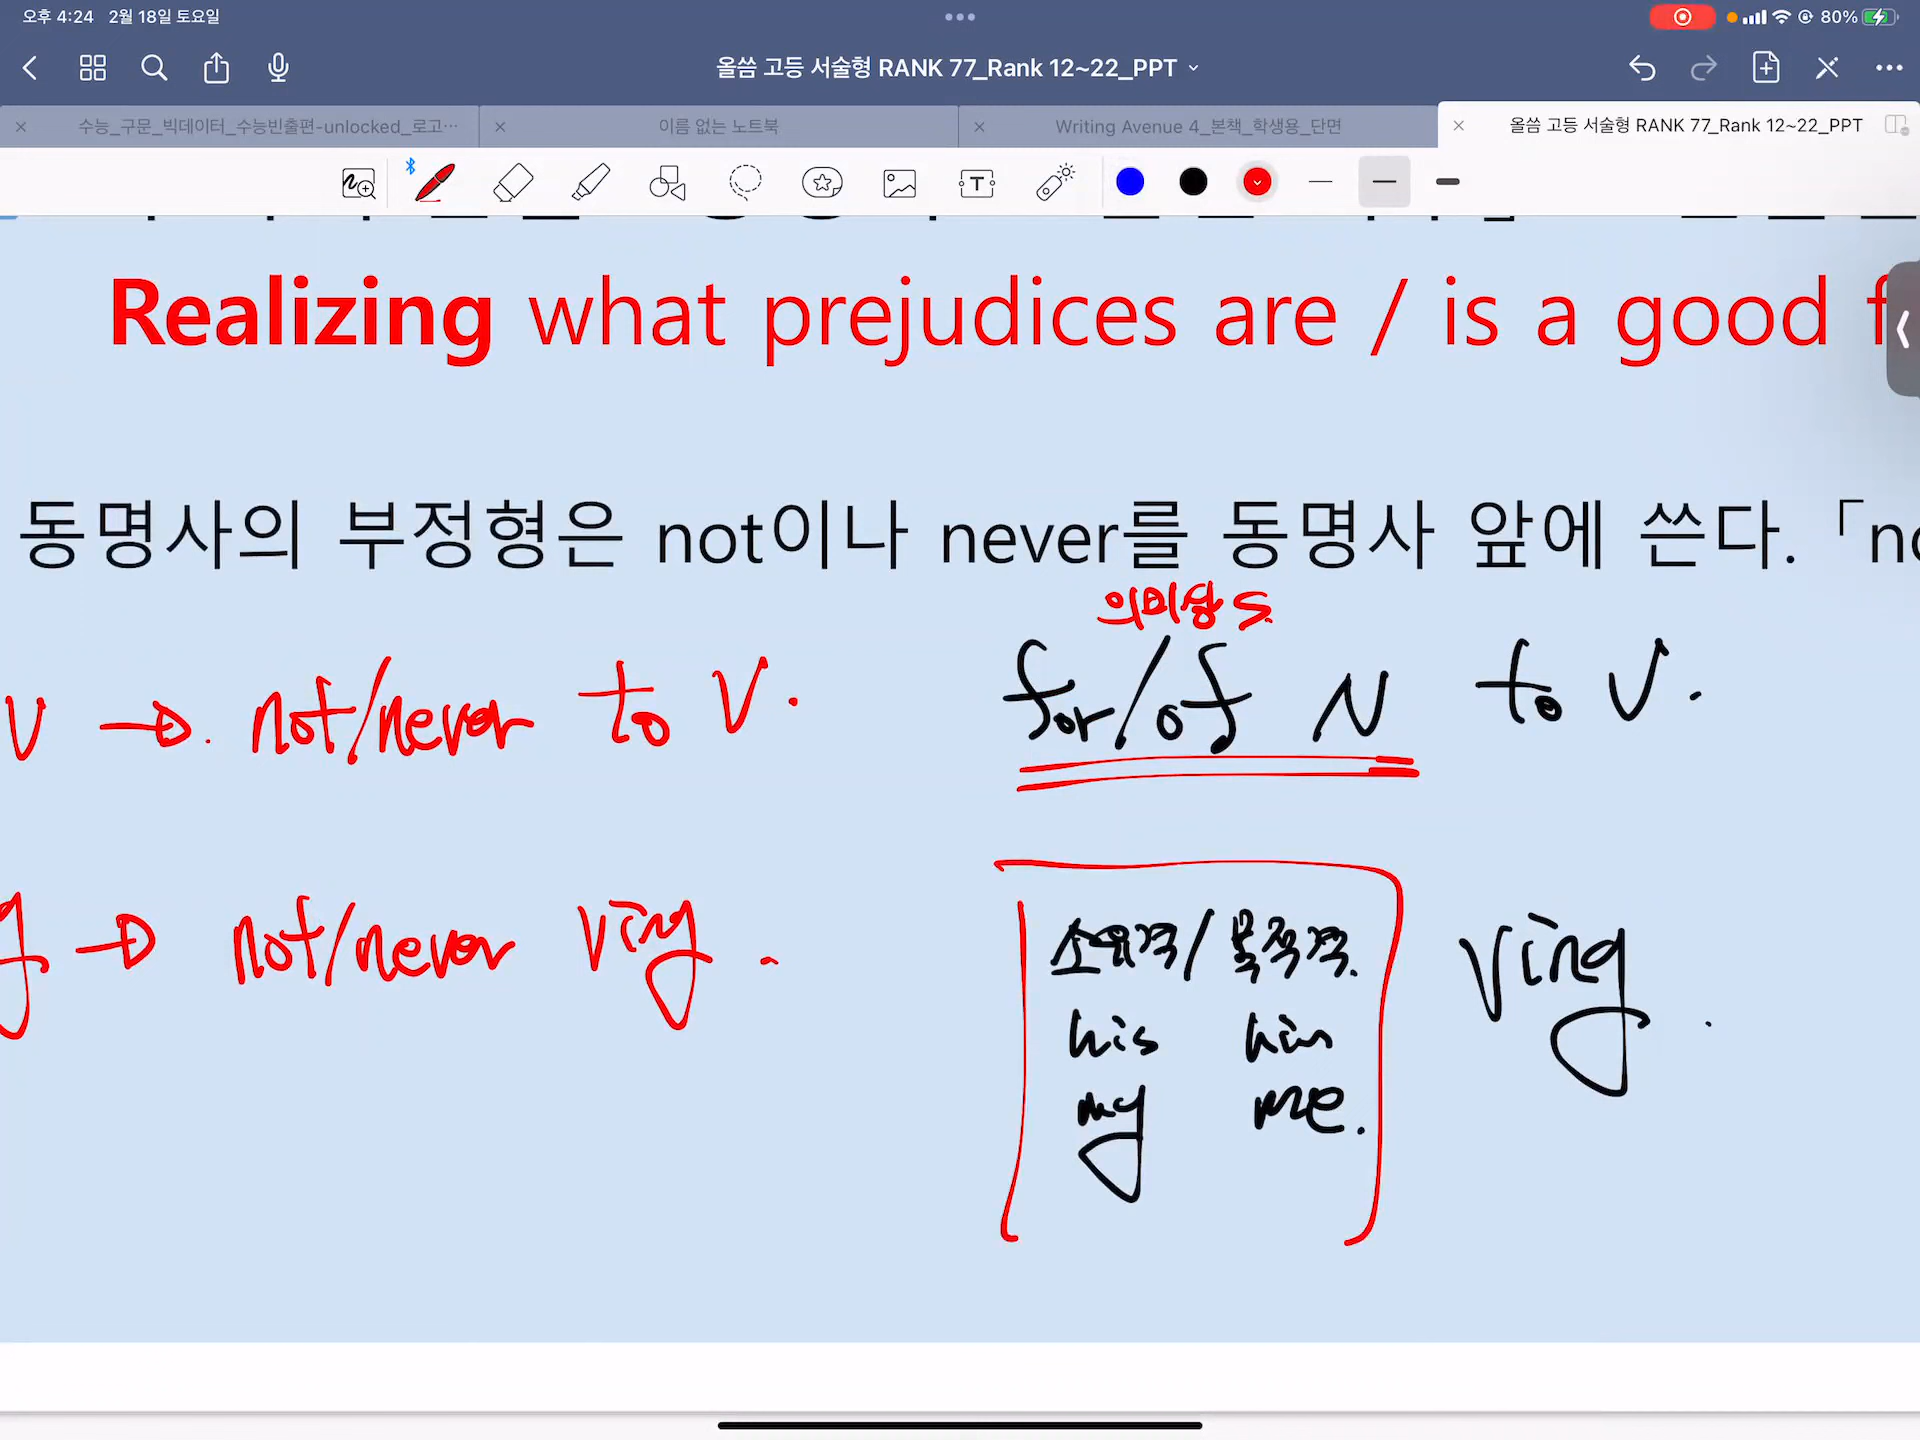 오후 4:24 2월 18일 토요일
80%
올씀 고등 서술형 RANK 77_Rank 12~22_PPT
수능_구문_빅데이터_수능빈출편-unlocked_로고…
이름 없는 노트북
Writing Avenue 4_본책_학생용_단면
올씀 고등 서술형 RANK 77_Rank 12~22_PPT
Realizing what prejudices are / is a good f
동명사의 부정형은 not이나 never를 동명사 앞에 쓴다. 「no
의미상 S.
V → not/never to V.
for/of N to V.
g → not/never Ving.
소유격/목적격. Ving.
his him
my me.